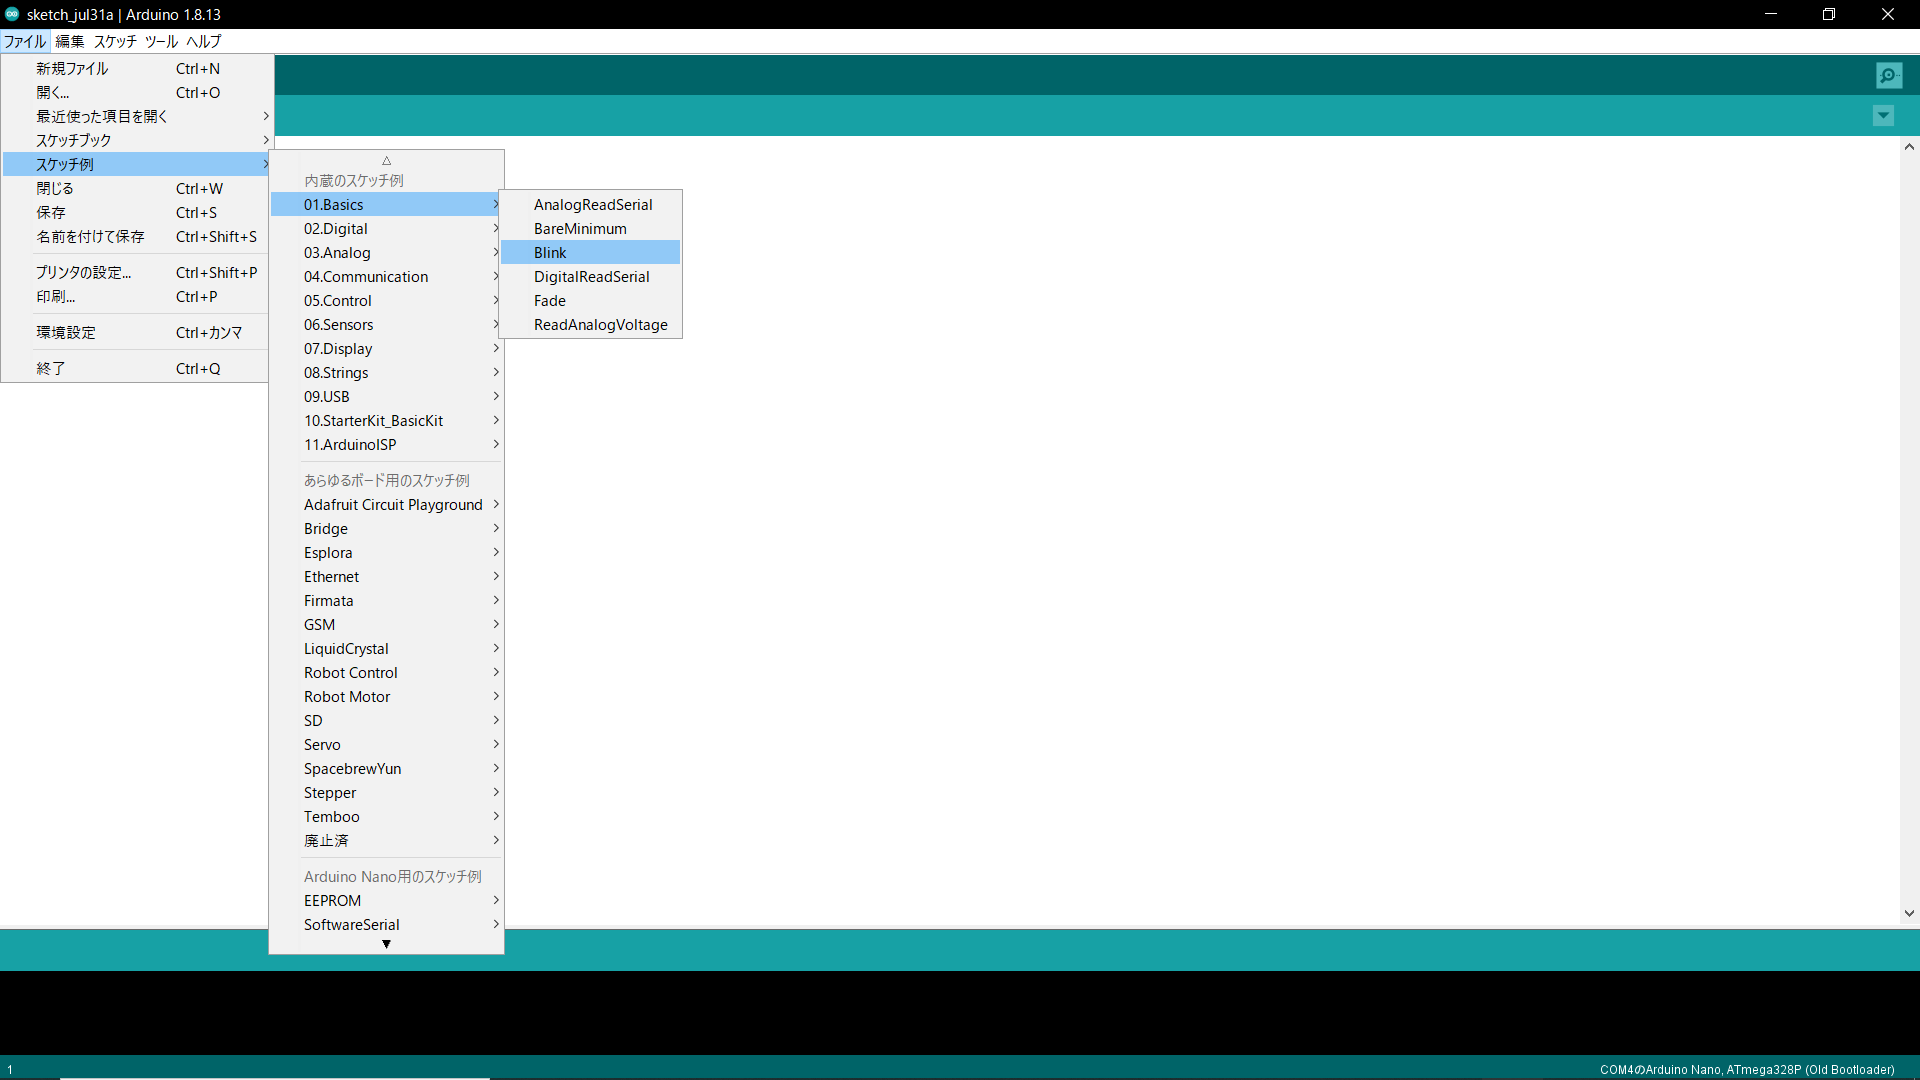 sketch_jul31a | Arduino 1.8.13
ファイル 編集 スケッチ ツール ヘルプ
新規ファイル Ctrl+N
開く... Ctrl+O
最近使った項目を開く
スケッチブック
スケッチ例
閉じる Ctrl+W
保存 Ctrl+S
名前を付けて保存 Ctrl+Shift+S
プリンタの設定... Ctrl+Shift+P
印刷... Ctrl+P
環境設定 Ctrl+カンマ
終了 Ctrl+Q
内蔵のスケッチ例
01.Basics
02.Digital
03.Analog
04.Communication
05.Control
06.Sensors
07.Display
08.Strings
09.USB
10.StarterKit_BasicKit
11.ArduinoISP
あらゆるボード用のスケッチ例
Adafruit Circuit Playground
Bridge
Esplora
Ethernet
Firmata
GSM
LiquidCrystal
Robot Control
Robot Motor
SD
Servo
SpacebrewYun
Stepper
Temboo
廃止済
Arduino Nano用のスケッチ例
EEPROM
SoftwareSerial
AnalogReadSerial
BareMinimum
Blink
DigitalReadSerial
Fade
ReadAnalogVoltage
1
COM4のArduino Nano, ATmega328P (Old Bootloader)